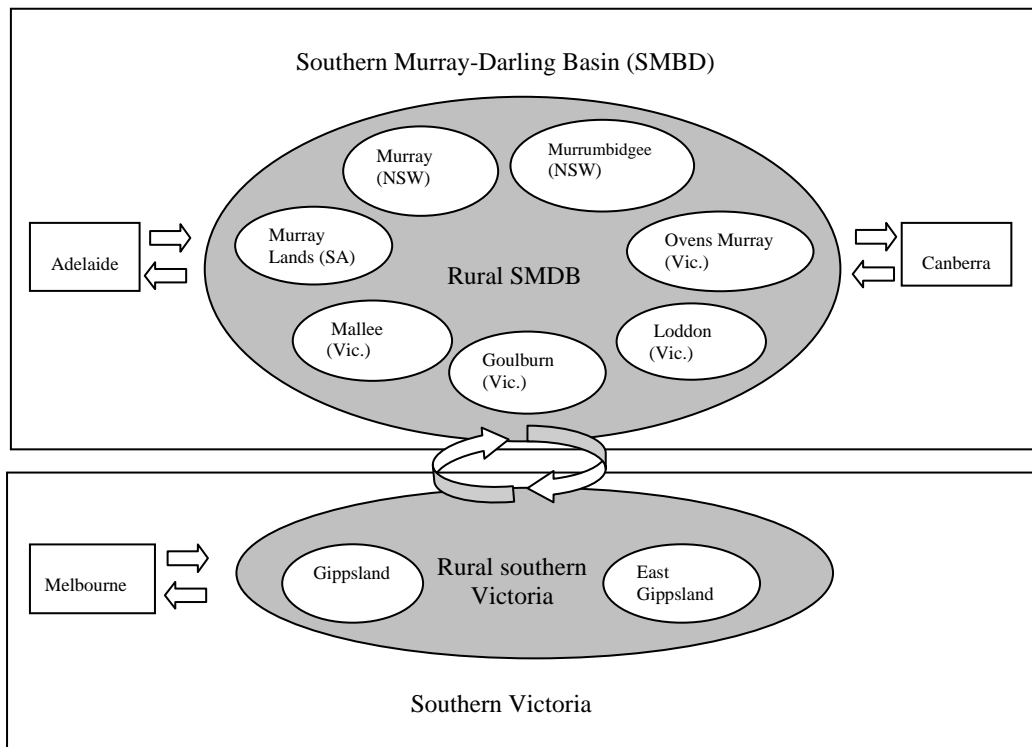 Southern Murray-Darling Basin (SMBD)
Murray
(NSW)
Murrumbidgee
(NSW)
Adelaide
Murray
Lands (SA)
Rural SMDB
Ovens Murray
(Vic.)
Canberra
Mallee
(Vic.)
Goulburn
(Vic.)
Loddon
(Vic.)
Melbourne
Gippsland
Rural southern
Victoria
East
Gippsland
Southern Victoria